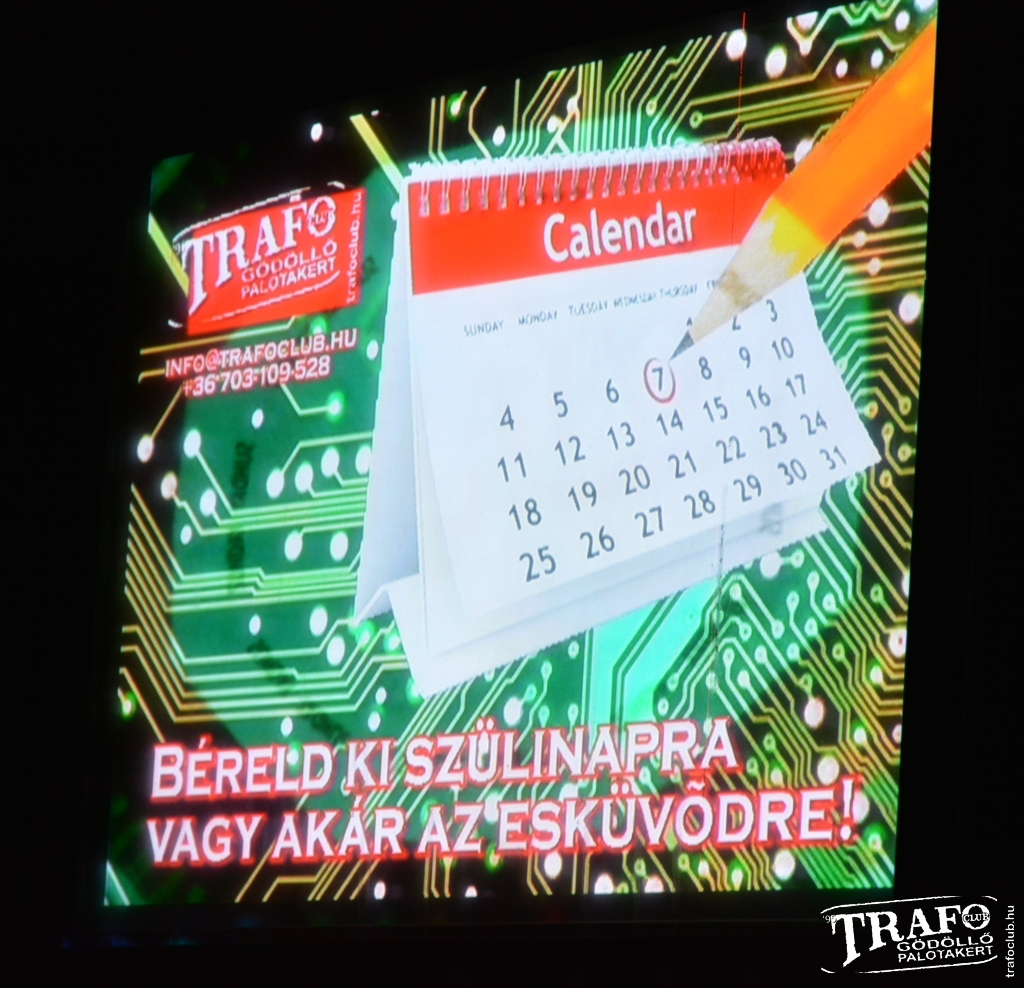 TRAFO CLUB
GÖDÖLLŐ
PALOTAKERT
trafoclub.hu
INFO@TRAFOCLUB.HU
+36 703-109-528
Calendar
SUNDAY MONDAY TUESDAY WEDNESDAY THURSDAY
1 2 3
4 5 6 7 8 9 10
11 12 13 14 15 16 17
18 19 20 21 22 23 24
25 26 27 28 29 30 31
BÉRELD KI SZÜLINAPRA
VAGY AKÁR AZ ESKÜVÕDRE!
TRAFO CLUB
GÖDÖLLŐ
PALOTAKERT
trafoclub.hu